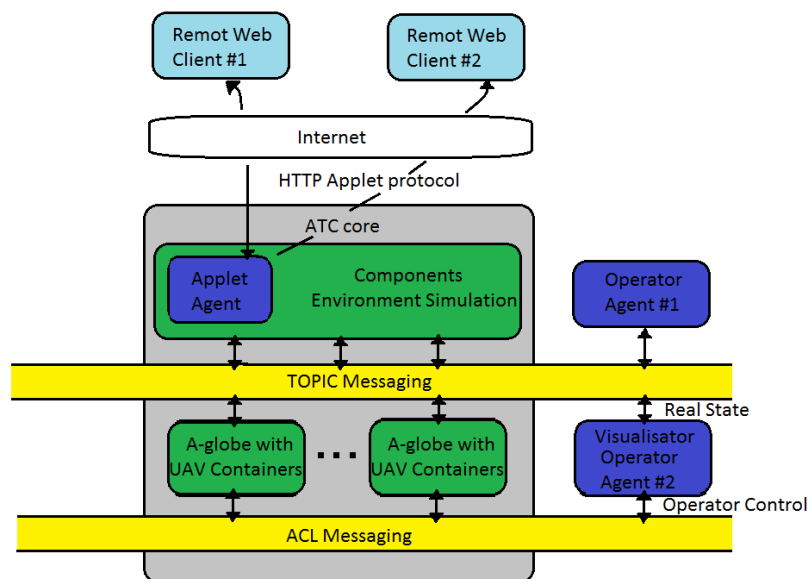 Remot Web
Client #1
Remot Web
Client #2
Internet
HTTP Applet protocol
ATC core
Applet
Agent
Components
Environment Simulation
Operator
Agent #1
TOPIC Messaging
Real State
A-globe with
UAV Containers
...
A-globe with
UAV Containers
Visualisator
Operator
Agent #2
Operator Control
ACL Messaging